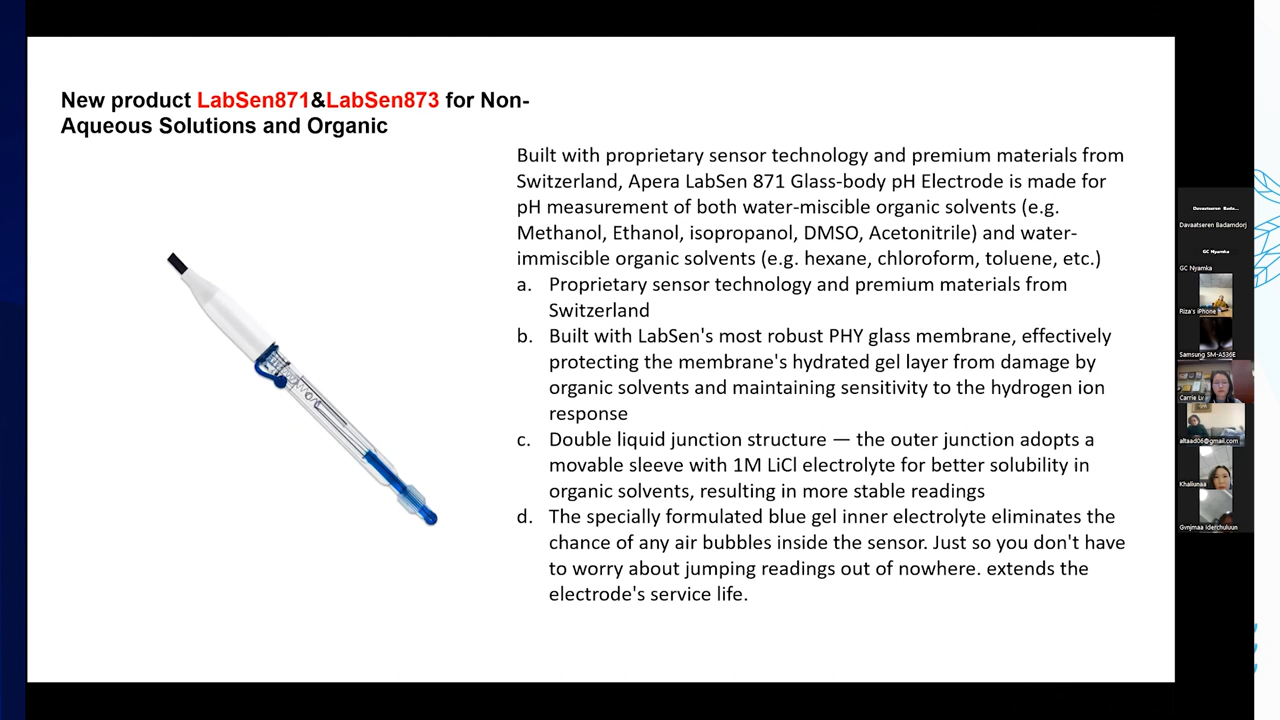 New product LabSen871&LabSen873 for Non-
Aqueous Solutions and Organic
Built with proprietary sensor technology and premium materials from
Switzerland, Apera LabSen 871 Glass-body pH Electrode is made for
pH measurement of both water-miscible organic solvents (e.g.
Methanol, Ethanol, isopropanol, DMSO, Acetonitrile) and water-
immiscible organic solvents (e.g. hexane, chloroform, toluene, etc.)
a. Proprietary sensor technology and premium materials from
Switzerland
b. Built with LabSen's most robust PHY glass membrane, effectively
protecting the membrane's hydrated gel layer from damage by
organic solvents and maintaining sensitivity to the hydrogen ion
response
c. Double liquid junction structure — the outer junction adopts a
movable sleeve with 1M LiCl electrolyte for better solubility in
organic solvents, resulting in more stable readings
d. The specially formulated blue gel inner electrolyte eliminates the
chance of any air bubbles inside the sensor. Just so you don't have
to worry about jumping readings out of nowhere. extends the
electrode's service life.
Davaatseren Bada...
Davaatseren Badamdorj
GC Nyamka
GC Nyamka
Riza's iPhone
Samsung SM-A536E
Carrie Lv
altaad06@gmail.com
Khaliunaa